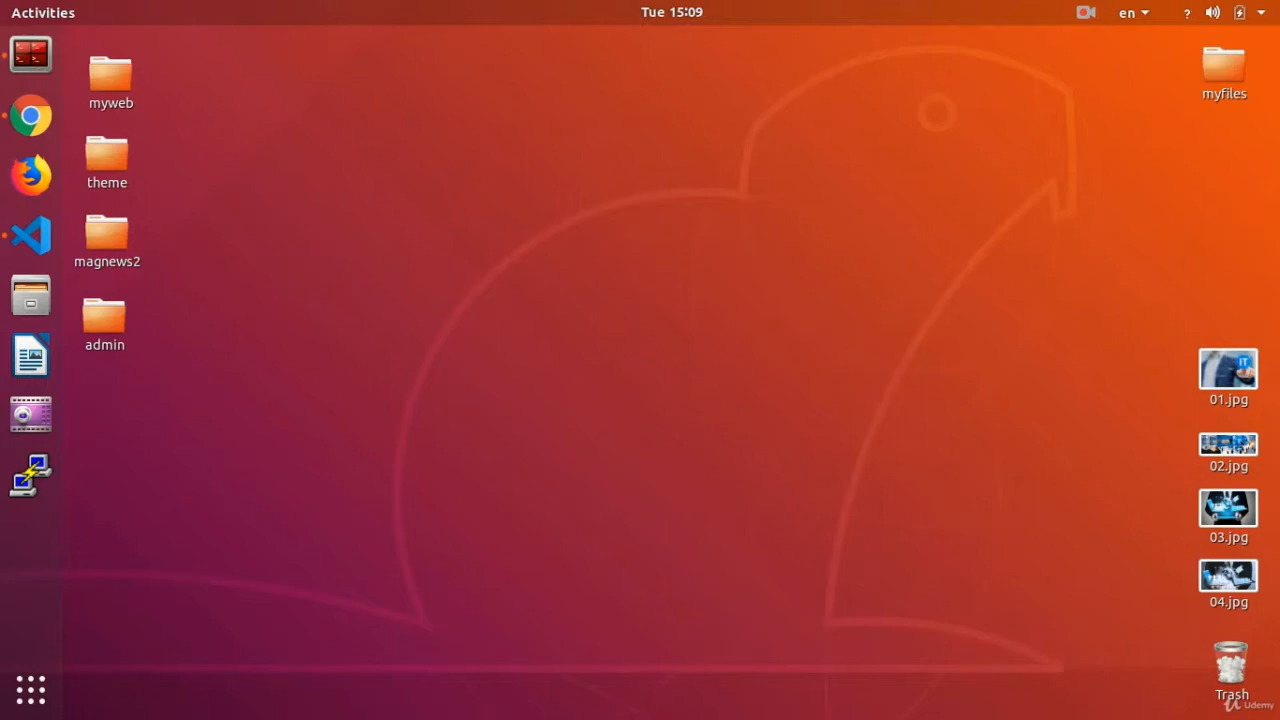 Activities
Tue 15:09
en
?
myweb
theme
magnews2
admin
myfiles
IT
01.jpg
02.jpg
03.jpg
04.jpg
Trash
Udemy